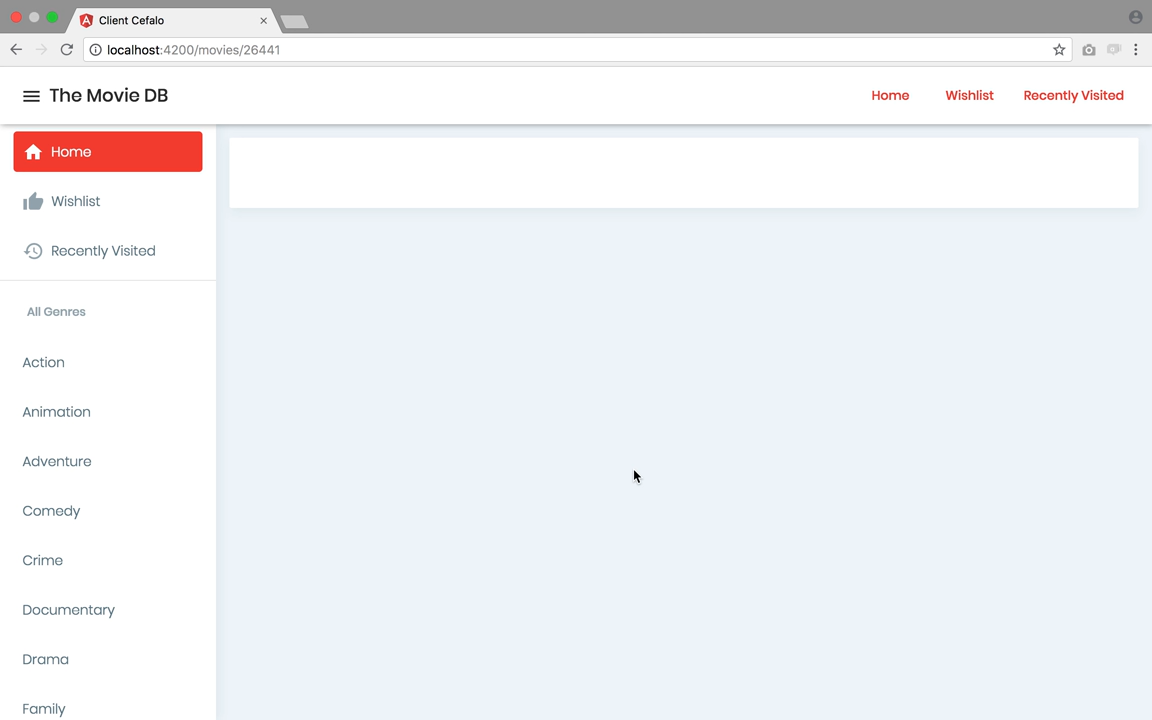 Client Cefalo
localhost:4200/movies/26441
The Movie DB
Home
Wishlist
Recently Visited
Home
Wishlist
Recently Visited
All Genres
Action
Animation
Adventure
Comedy
Crime
Documentary
Drama
Family